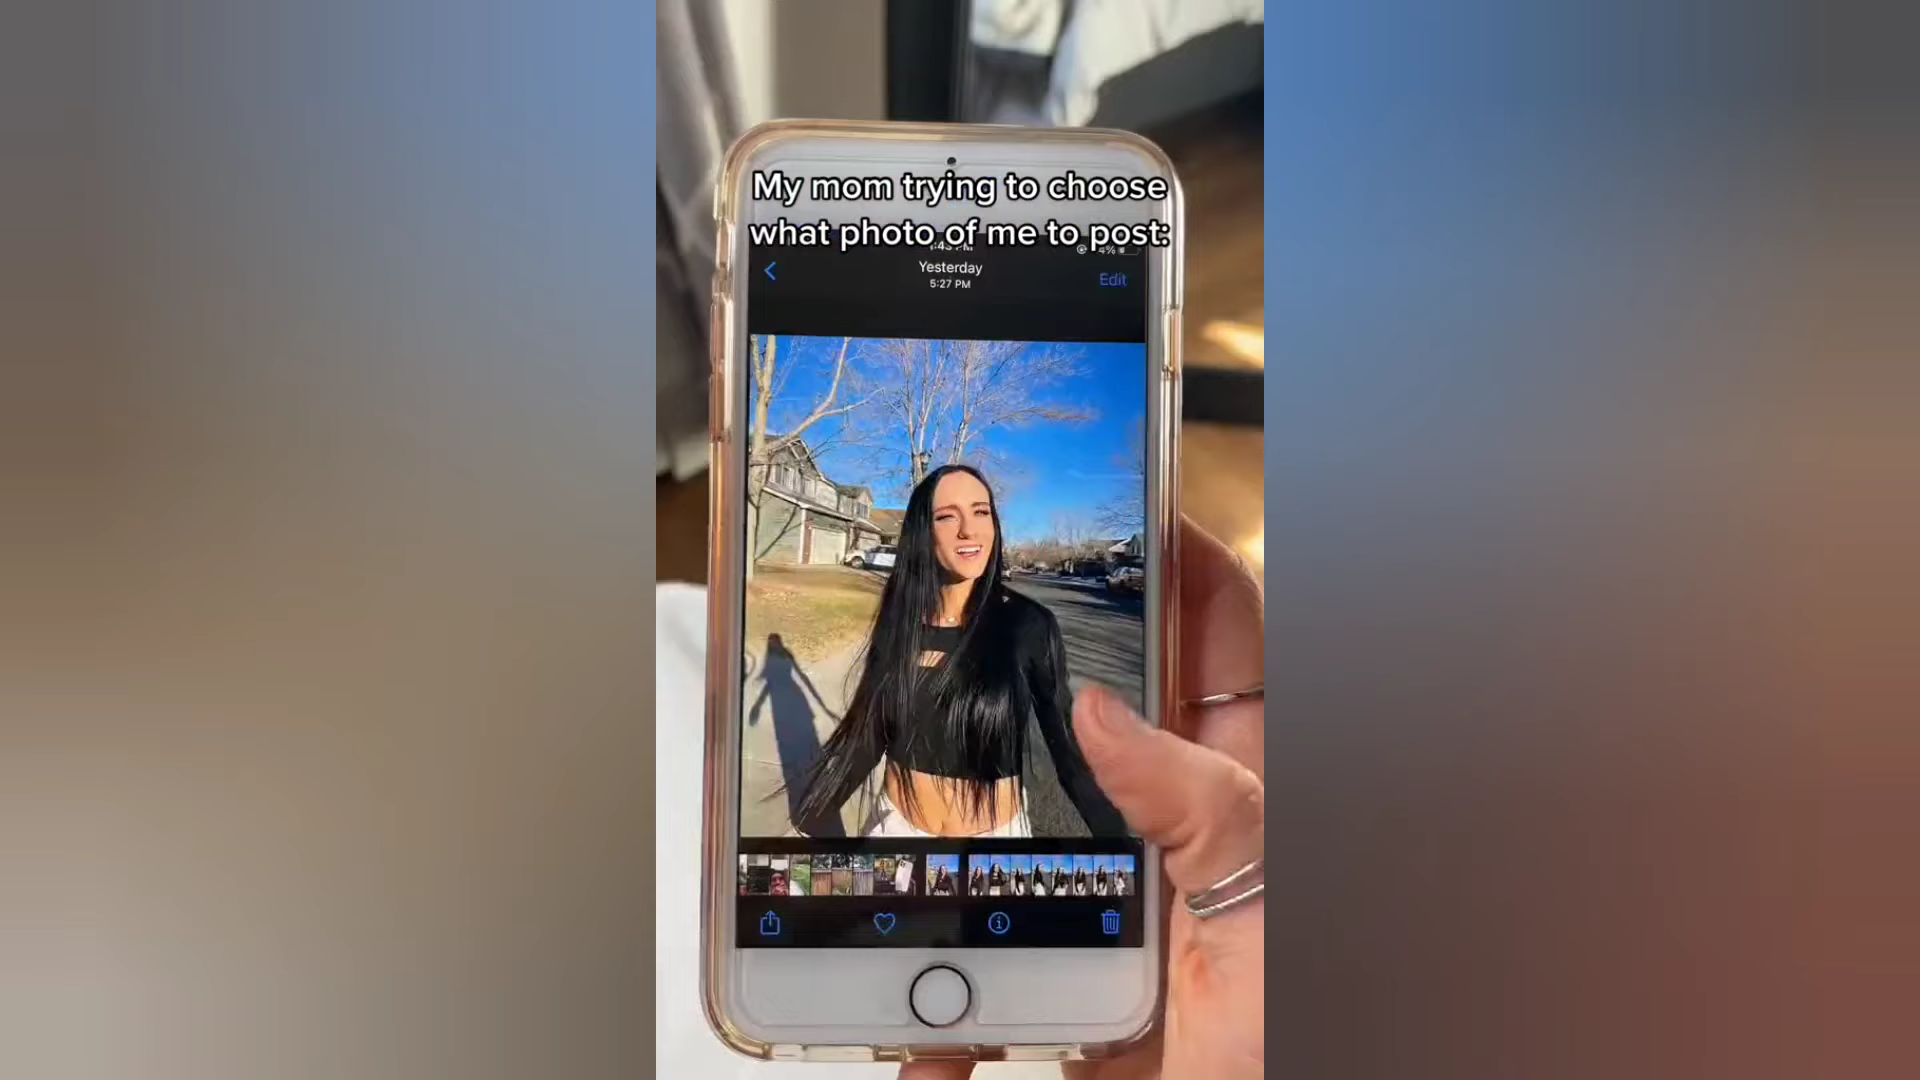 My mom trying to choose
what photo of me to post:
Yesterday
5:27 PM
Edit